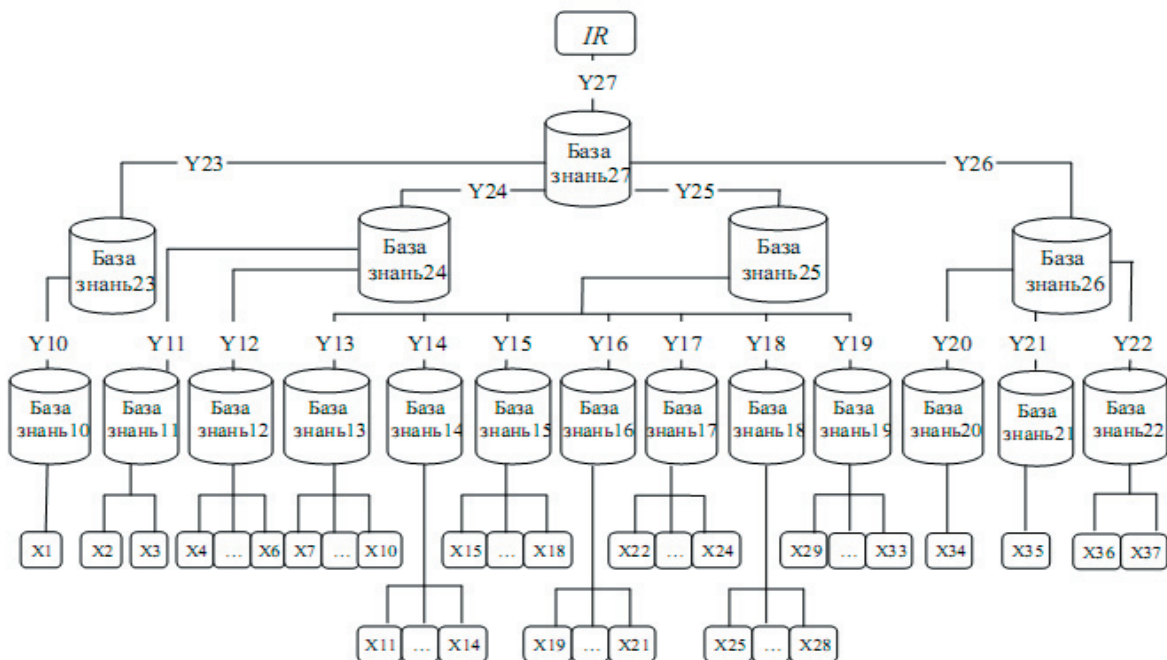 IR
Y27
База
знань27
Y23
Y26
Y24
Y25
База
знань23
База
знань24
База
знань25
База
знань26
Y10
Y11
Y12
Y13
Y14
Y15
Y16
Y17
Y18
Y19
Y20
Y21
Y22
База
знань10
База
знань11
База
знань12
База
знань13
База
знань14
База
знань15
База
знань16
База
знань17
База
знань18
База
знань19
База
знань20
База
знань21
База
знань22
X1
X2
X3
X4
...
X6
X7
...
X10
X15
...
X18
X22
...
X24
X29
...
X33
X34
X35
X36
X37
X11
...
X14
X19
...
X21
X25
...
X28